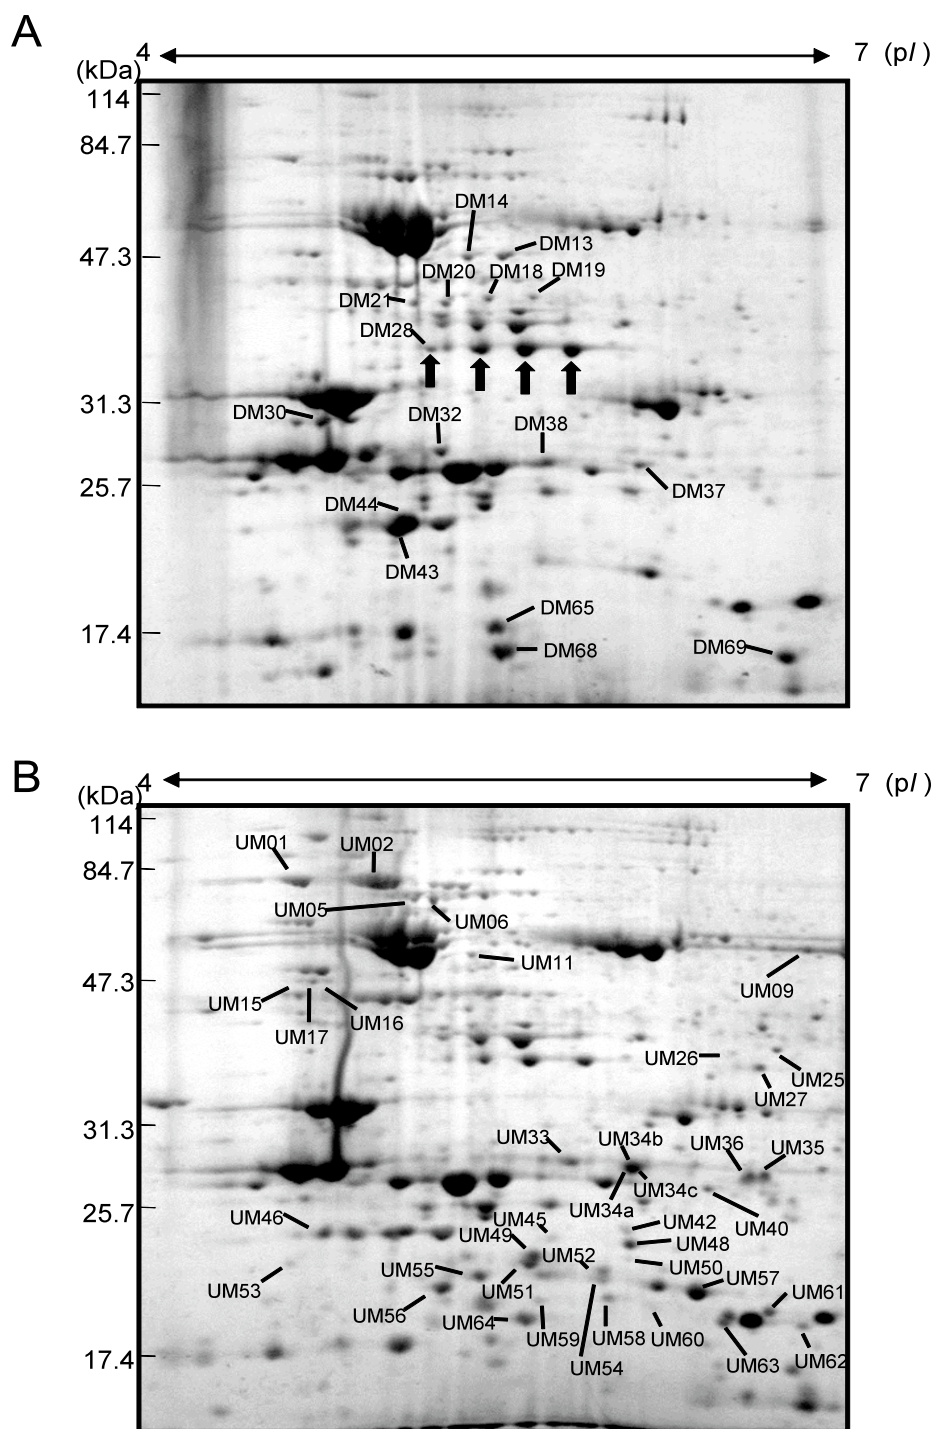 A
4 7 (pI)
(kDa)
114
84.7
DM14
DM13
47.3
DM20 DM18 DM19
DM21
DM28
31.3
DM30 DM32
DM38
25.7
DM37
DM44
DM43
DM65
17.4
DM68 DM69
B
4 7 (pI)
(kDa)
114
UM01 UM02
84.7
UM05
UM06
UM11
47.3
UM09
UM15
UM17 UM16
UM26
UM25
UM27
31.3
UM33 UM34b UM36 UM35
UM34c
UM34a
25.7
UM46 UM45 UM42 UM40
UM49 UM48
UM52
UM55 UM50
UM53 UM51 UM57
UM61
UM56 UM64
UM59 UM58 UM60
17.4
UM54 UM63 UM62